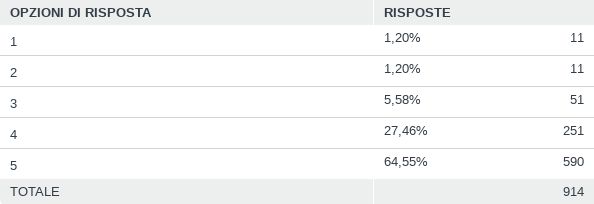 OPZIONI DI RISPOSTA RISPOSTE
1 1,20% 11
2 1,20% 11
3 5,58% 51
4 27,46% 251
5 64,55% 590
TOTALE 914